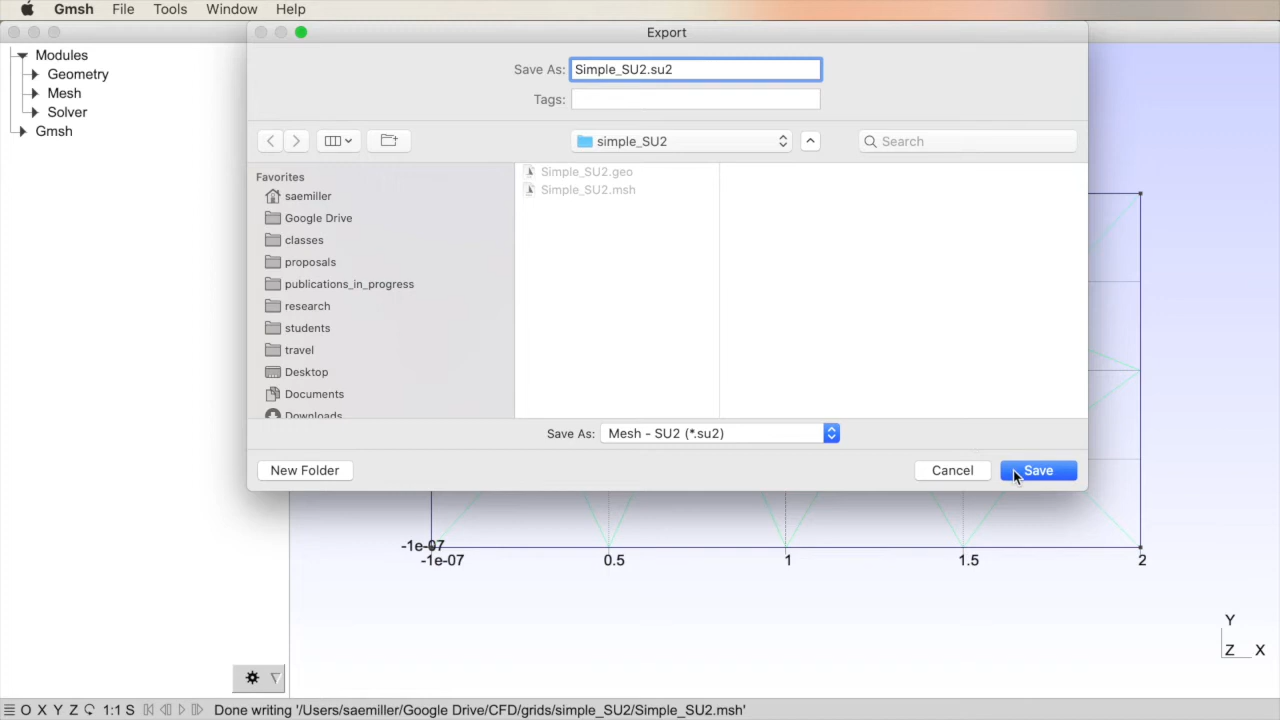 Gmsh File Tools Window Help
Export
Modules
Geometry
Mesh
Solver
Gmsh
Save As: Simple_SU2.su2
Tags:
simple_SU2
Search
Favorites
saemiller
Google Drive
classes
proposals
publications_in_progress
research
students
travel
Desktop
Documents
Downloads
Simple_SU2.geo
Simple_SU2.msh
Save As: Mesh - SU2 (*.su2)
New Folder
Cancel
Save
-1e-07
-1e-07 0.5 1 1.5 2
Y
Z X
O X Y Z 1:1 S Done writing '/Users/saemiller/Google Drive/CFD/grids/simple_SU2/Simple_SU2.msh'